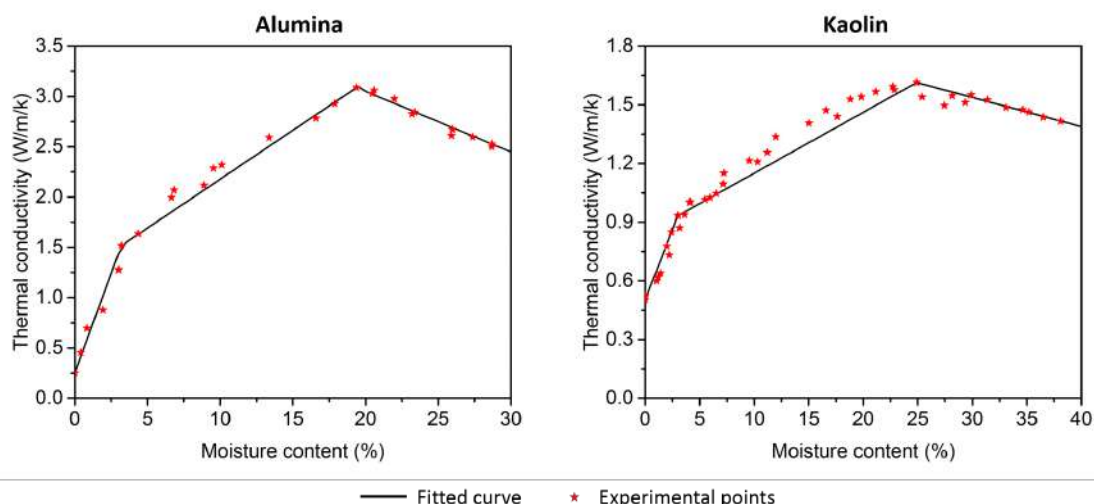 Alumina
Thermal conductivity (W/m/k)
3.5
3.0
2.5
2.0
1.5
1.0
0.5
0.0
0 5 10 15 20 25 30
Moisture content (%)
Kaolin
Thermal conductivity (W/m/k)
1.8
1.5
1.2
0.9
0.6
0.3
0.0
0 5 10 15 20 25 30 35 40
Moisture content (%)
Fitted curve Experimental points